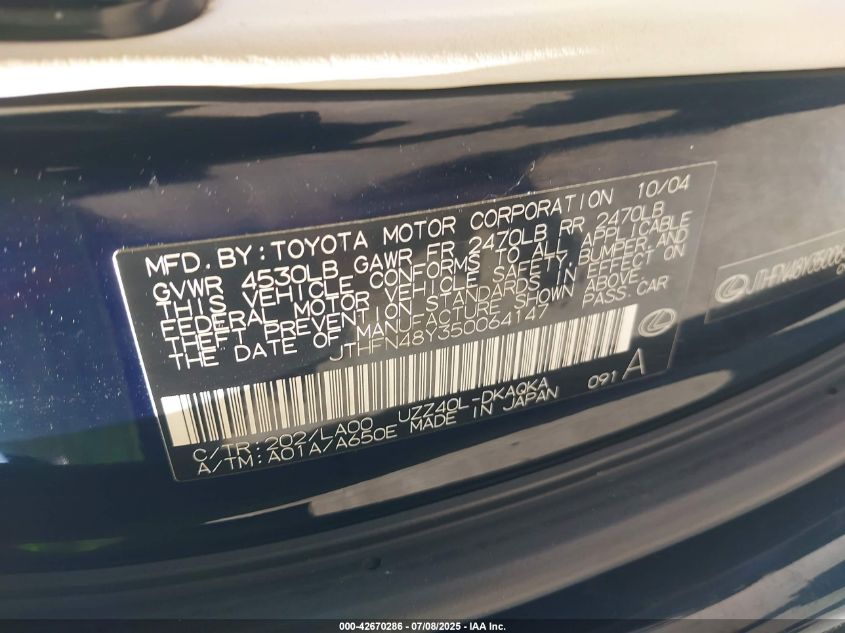 MFD. BY: TOYOTA MOTOR CORPORATION 10/04
GVWR 4530LB GAWR FR 2470LB RR 2470LB
THIS VEHICLE CONFORMS TO ALL APPLICABLE
FEDERAL MOTOR VEHICLE SAFETY, BUMPER, AND
THEFT PREVENTION STANDARDS IN EFFECT ON
THE DATE OF MANUFACTURE SHOWN ABOVE.
JTHFN48Y350064147 PASS. CAR
C/TR: 202/LA00 UZZ40L-DKAQKA 091 A
A/TM: A01A/A650E MADE IN JAPAN
000-42670286 - 07/08/2025 - IAA Inc.